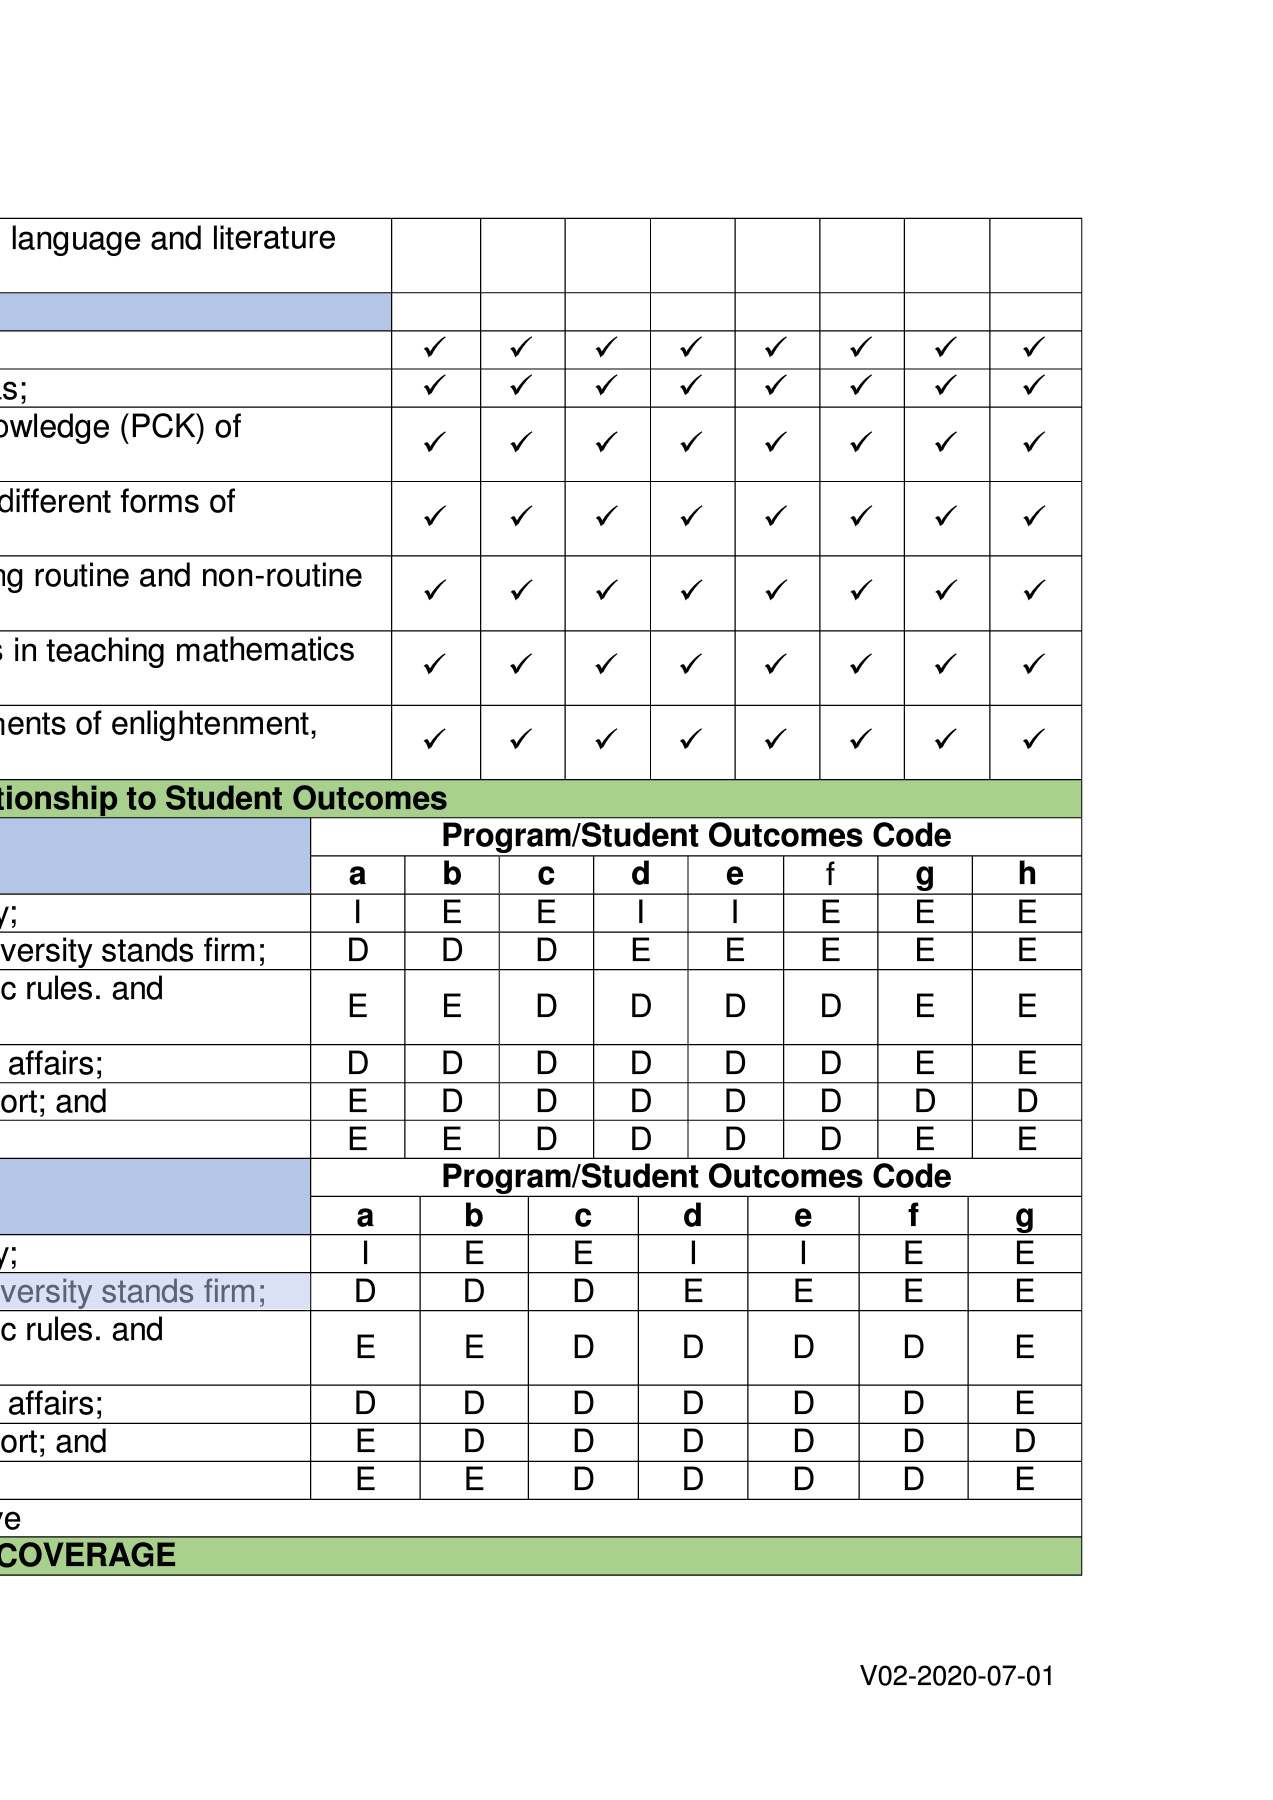 language and literature
✓ ✓ ✓ ✓ ✓ ✓ ✓ ✓
as; ✓ ✓ ✓ ✓ ✓ ✓ ✓ ✓
owledge (PCK) of ✓ ✓ ✓ ✓ ✓ ✓ ✓ ✓
different forms of ✓ ✓ ✓ ✓ ✓ ✓ ✓ ✓
ng routine and non-routine ✓ ✓ ✓ ✓ ✓ ✓ ✓ ✓
s in teaching mathematics ✓ ✓ ✓ ✓ ✓ ✓ ✓ ✓
nents of enlightenment, ✓ ✓ ✓ ✓ ✓ ✓ ✓ ✓
tionship to Student Outcomes
Program/Student Outcomes Code
a b c d e f g h
y; I E E I I E E E
versity stands firm; D D D E E E E E
c rules. and E E D D D D E E
affairs; D D D D D D E E
ort; and E D D D D D D D
E E D D D D E E
Program/Student Outcomes Code
a b c d e f g
y; I E E I I E E
versity stands firm; D D D E E E E
c rules. and E E D D D D E
affairs; D D D D D D E
ort; and E D D D D D D
E E D D D D E
ve
COVERAGE
V02-2020-07-01